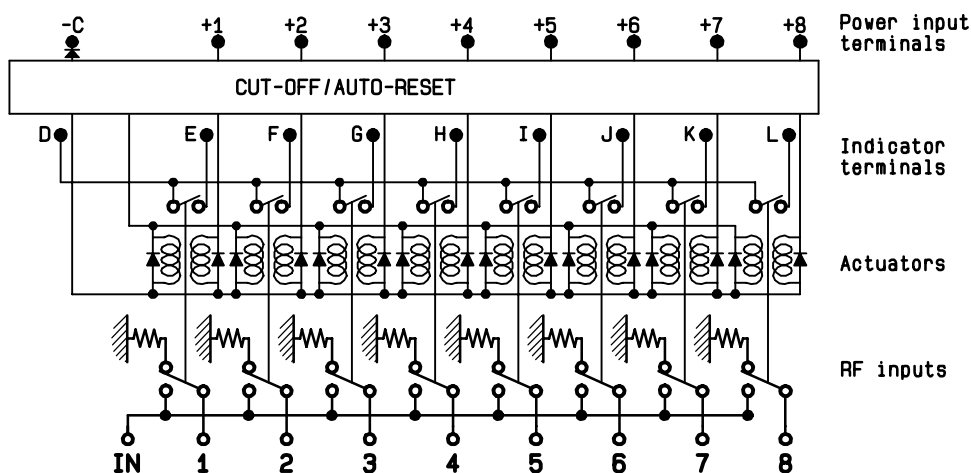 -C +1 +2 +3 +4 +5 +6 +7 +8
Power input
terminals
CUT-OFF/AUTO-RESET
D E F G H I J K L
Indicator
terminals
Actuators
RF inputs
IN 1 2 3 4 5 6 7 8